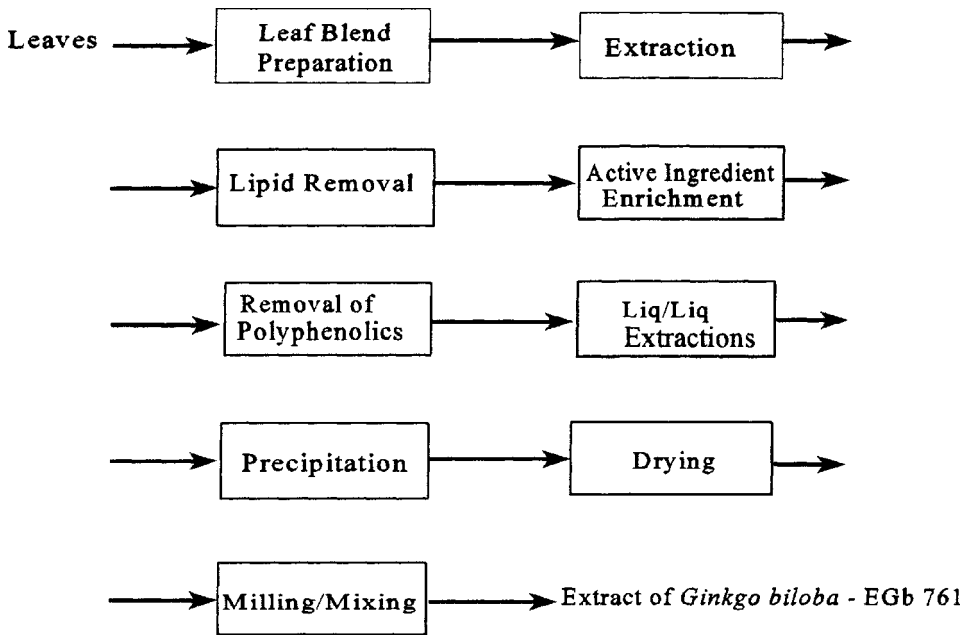 Leaves
Leaf Blend
Preparation
Extraction
Lipid Removal
Active Ingredient
Enrichment
Removal of
Polyphenolics
Liq/Liq
Extractions
Precipitation
Drying
Milling/Mixing
Extract of Ginkgo biloba - EGb 761